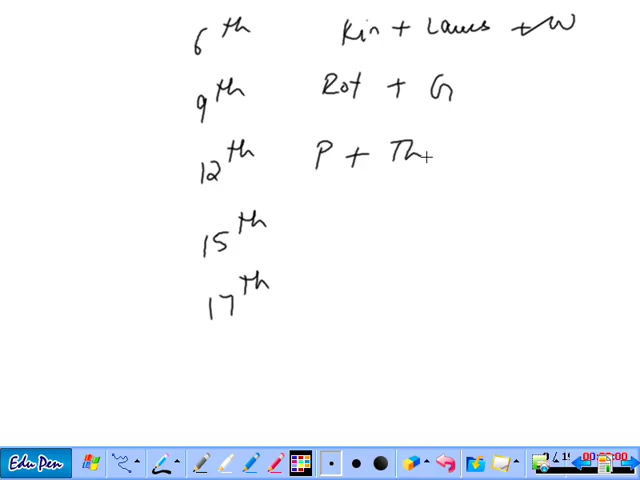 6th Kin + Laws + W
9th Rot + G
12th P + Th
15th
17th
Edu Pen